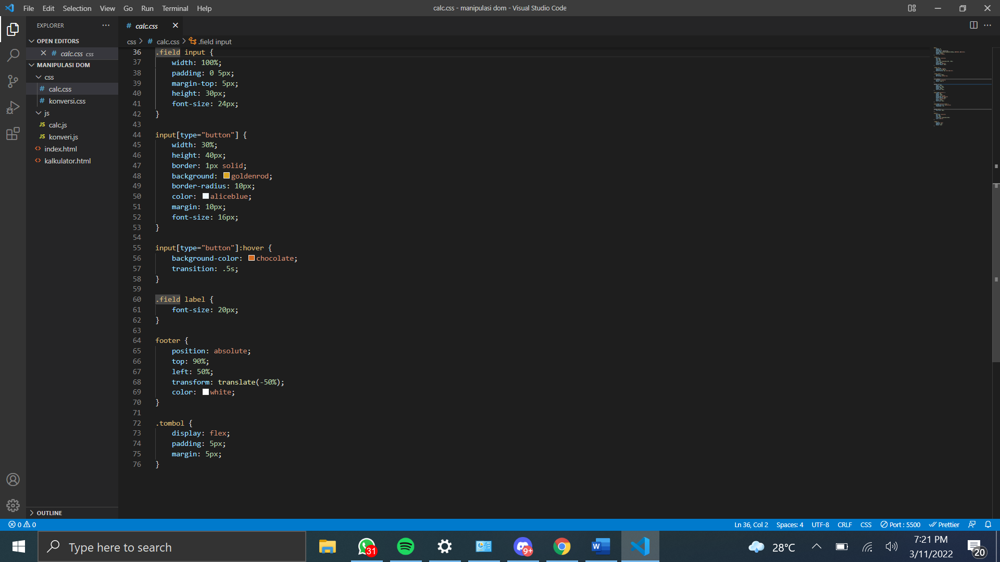 File Edit Selection View Go Run Terminal Help
calc.css - manipulasi dom - Visual Studio Code
EXPLORER
OPEN EDITORS
calc.css css
MANIPULASI DOM
css
calc.css
konversi.css
js
calc.js
konveri.js
index.html
kalkulator.html
OUTLINE
# calc.css
css > # calc.css > .field input
36 .field input {
37 width: 100%;
38 padding: 0 5px;
39 margin-top: 5px;
40 height: 30px;
41 font-size: 24px;
42 }
43
44 input[type="button"] {
45 width: 30%;
46 height: 40px;
47 border: 1px solid;
48 background: goldenrod;
49 border-radius: 10px;
50 color: aliceblue;
51 margin: 10px;
52 font-size: 16px;
53 }
54
55 input[type="button"]:hover {
56 background-color: chocolate;
57 transition: .5s;
58 }
59
60 .field label {
61 font-size: 20px;
62 }
63
64 footer {
65 position: absolute;
66 top: 90%;
67 left: 50%;
68 transform: translate(-50%);
69 color: white;
70 }
71
72 .tombol {
73 display: flex;
74 padding: 5px;
75 margin: 5px;
76 }
0 0
Ln 36, Col 2 Spaces: 4 UTF-8 CRLF CSS Port : 5500 Prettier
Type here to search
31
9+
28°C
7:21 PM
3/11/2022
20